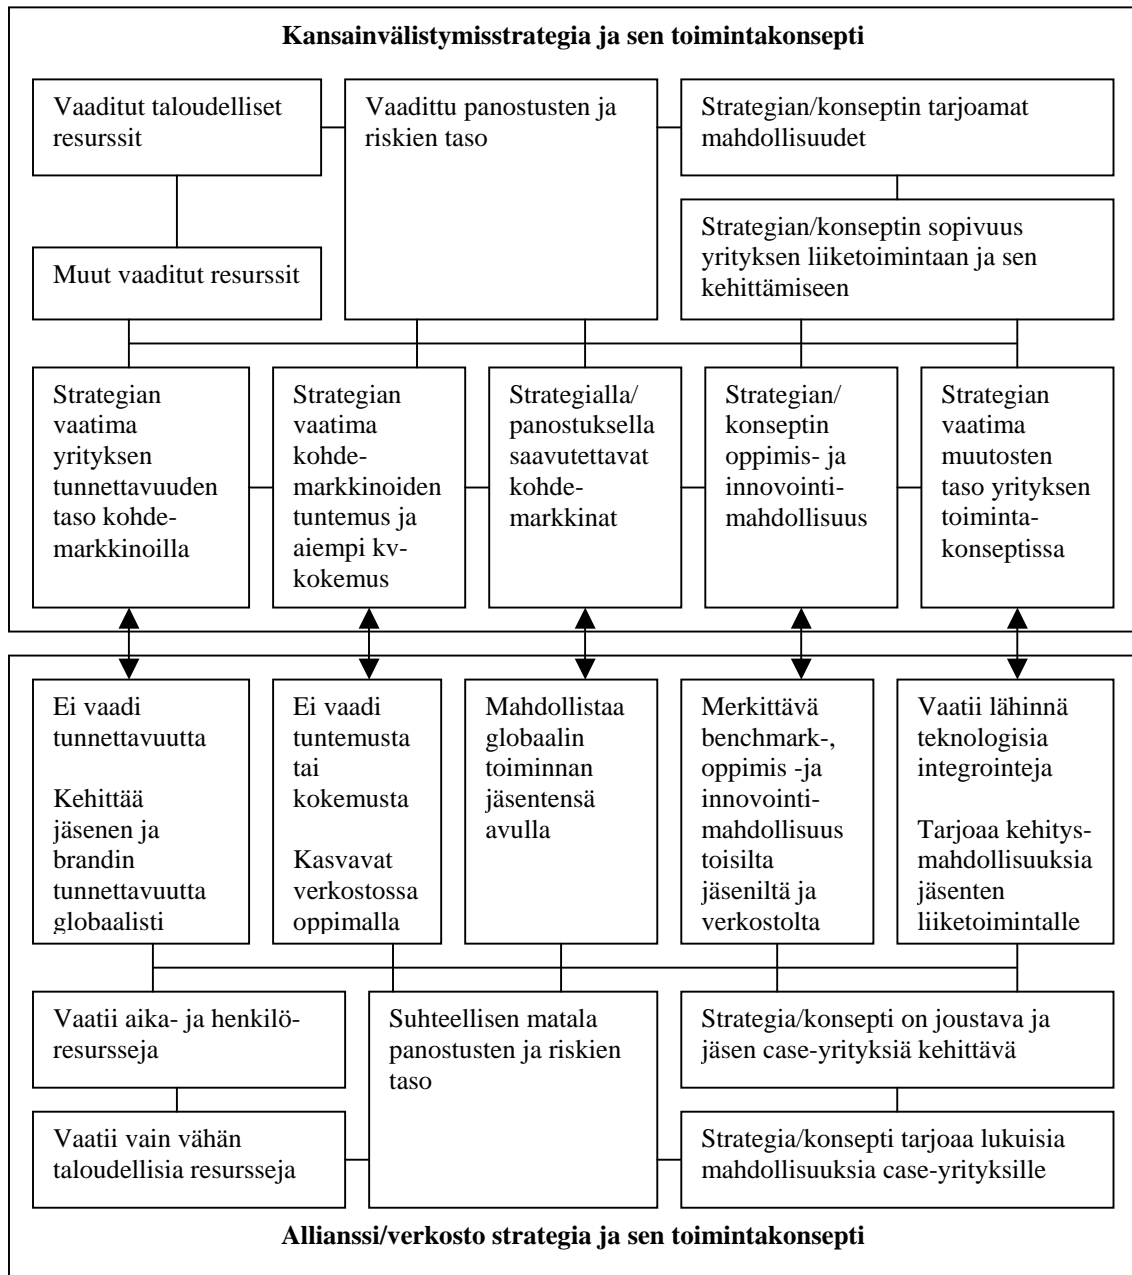 Kansainvälistymisstrategia ja sen toimintakonsepti
Vaaditut taloudelliset
resurssit
Vaadittu panostusten ja
riskien taso
Strategian/konseptin tarjoamat
mahdollisuudet
Strategian/konseptin sopivuus
yrityksen liiketoimintaan ja sen
kehittämiseen
Muut vaaditut resurssit
Strategian
vaatima
yrityksen
tunnettavuuden
taso kohde-
markkinoilla
Strategian
vaatima
kohde-
markkinoiden
tuntemus ja
aiempi kv-
kokemus
Strategialla/
panostuksella
saavutettavat
kohde-
markkinat
Strategian/
konseptin
oppimis- ja
innovointi-
mahdollisuus
Strategian
vaatima
muutosten
taso yrityksen
toiminta-
konseptissa
Ei vaadi
tunnettavuutta
Kehittää
jäsenen ja
brandin
tunnettavuutta
globaalisti
Ei vaadi
tuntemusta
tai
kokemusta
Kasvavat
verkostossa
oppimalla
Mahdollistaa
globaalin
toiminnan
jäsentensä
avulla
Merkittävä
benchmark-,
oppimis -ja
innovointi-
mahdollisuus
toisilta
jäseniltä ja
verkostolta
Vaatii lähinnä
teknologisia
integrointeja
Tarjoaa kehitys-
mahdollisuuksia
jäsenten
liiketoimintalle
Vaatii aika- ja henkilö-
resursseja
Suhteellisen matala
panostusten ja riskien
taso
Strategia/konsepti on joustava ja
jäsen case-yrityksiä kehittävä
Vaatii vain vähän
taloudellisia resursseja
Strategia/konsepti tarjoaa lukuisia
mahdollisuuksia case-yrityksille
Allianssi/verkosto strategia ja sen toimintakonsepti